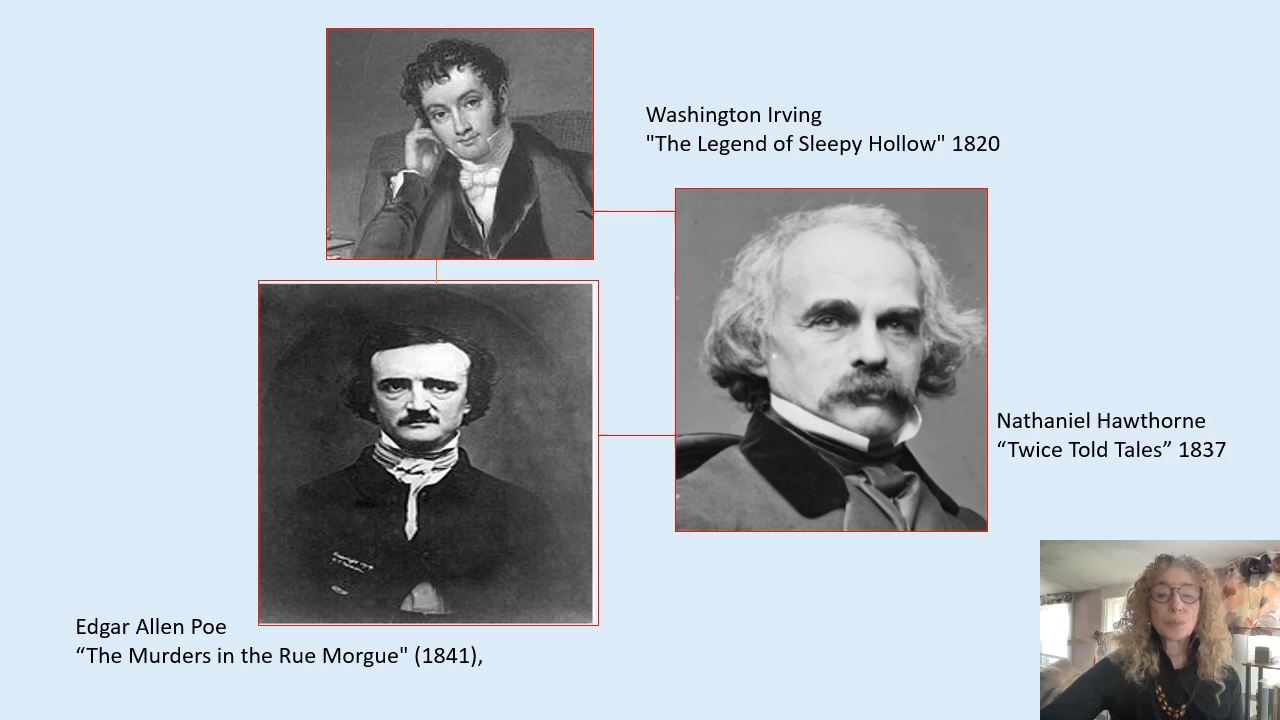 Washington Irving
"The Legend of Sleepy Hollow" 1820
Nathaniel Hawthorne
“Twice Told Tales” 1837
Edgar Allen Poe
“The Murders in the Rue Morgue" (1841),